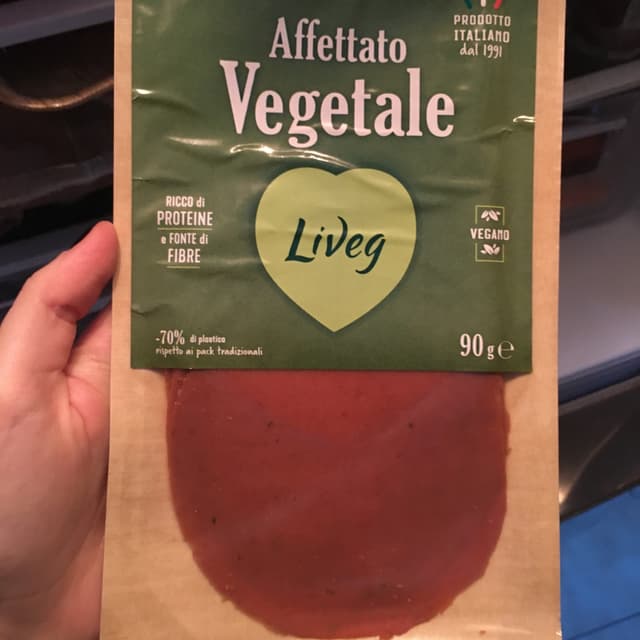 Affettato
Vegetale
PRODOTTO
ITALIANO
dal 1991
RICCO di
PROTEINE
e FONTE di
FIBRE
Liveg
VEGANO
-70% di plastica
rispetto ai pack tradizionali
90 g e